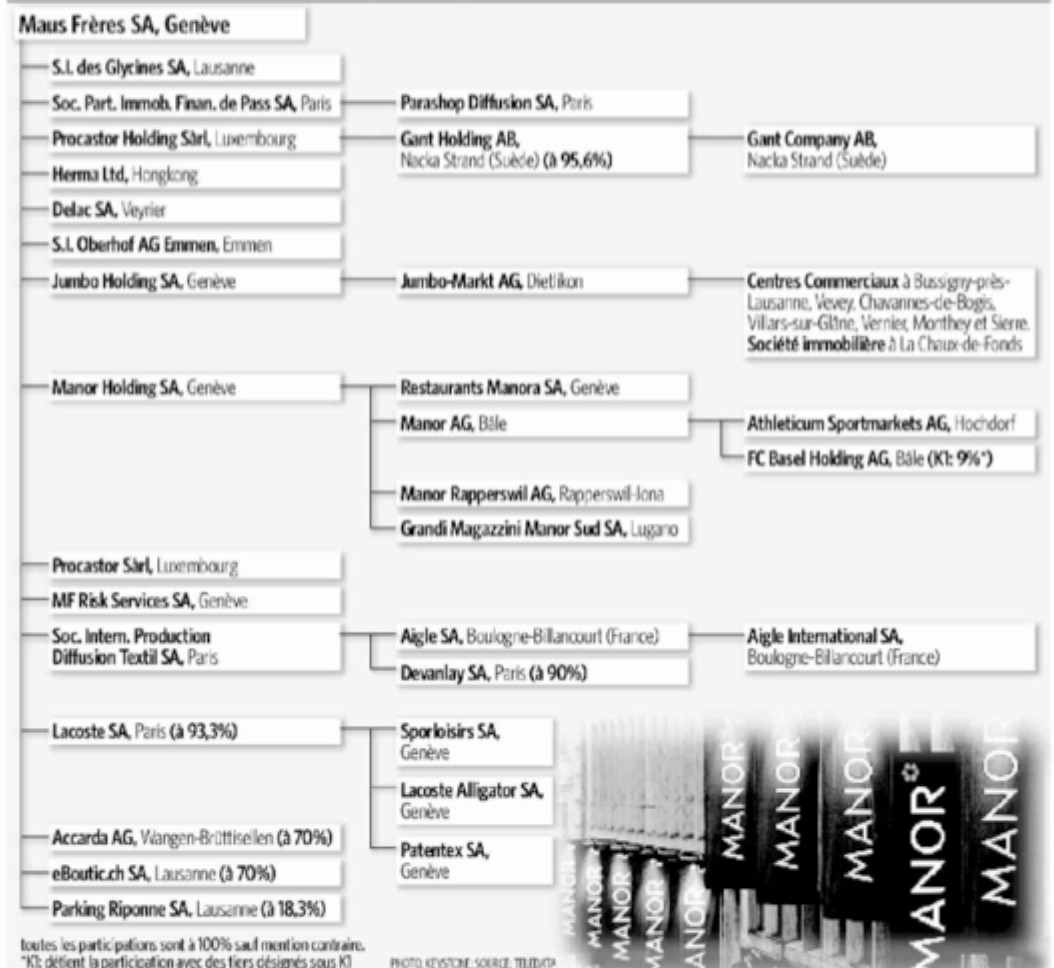 Maus Frères SA, Genève
S.I. des Glycines SA, Lausanne
Soc. Part. Immob. Finan. de Pass SA, Paris
Parashop Diffusion SA, Paris
Procastor Holding Sàrl, Luxembourg
Gant Holding AB,
Nacka Strand (Suède) (à 95,6%)
Gant Company AB,
Nacka Strand (Suède)
Herma Ltd, Hongkong
Delac SA, Veyrier
S.I. Oberhof AG Emmen, Emmen
Jumbo Holding SA, Genève
Jumbo-Markt AG, Dietlikon
Centres Commerciaux à Bussigny-près-
Lausanne, Vevey, Chavannes-de-Bogis,
Villars-sur-Glâne, Vernier, Monthey et Sierre.
Société immobilière à La Chaux-de-Fonds
Manor Holding SA, Genève
Restaurants Manora SA, Genève
Manor AG, Bâle
Athleticum Sportmarkets AG, Hochdorf
FC Basel Holding AG, Bâle (K1: 9%*)
Manor Rapperswil AG, Rapperswil-Jona
Grandi Magazzini Manor Sud SA, Lugano
Procastor Sàrl, Luxembourg
MF Risk Services SA, Genève
Soc. Intern. Production
Diffusion Textil SA, Paris
Aigle SA, Boulogne-Billancourt (France)
Aigle International SA,
Boulogne-Billancourt (France)
Devanlay SA, Paris (à 90%)
Lacoste SA, Paris (à 93,3%)
Sporloisirs SA,
Genève
Lacoste Alligator SA,
Genève
Patentex SA,
Genève
Accarda AG, Wangen-Brüttisellen (à 70%)
eBoutic.ch SA, Lausanne (à 70%)
Parking Riponne SA, Lausanne (à 18,3%)
MANOR
MANOR
MANOR
MANOR
MANOR
MANOR
MANOR
MANOR
MANOR
MANOR
toutes les participations sont à 100% sauf mention contraire.
*K1: détient la participation avec des tiers désignés sous K1
PHOTO: KEYSTONE; SOURCE: TELEDATA